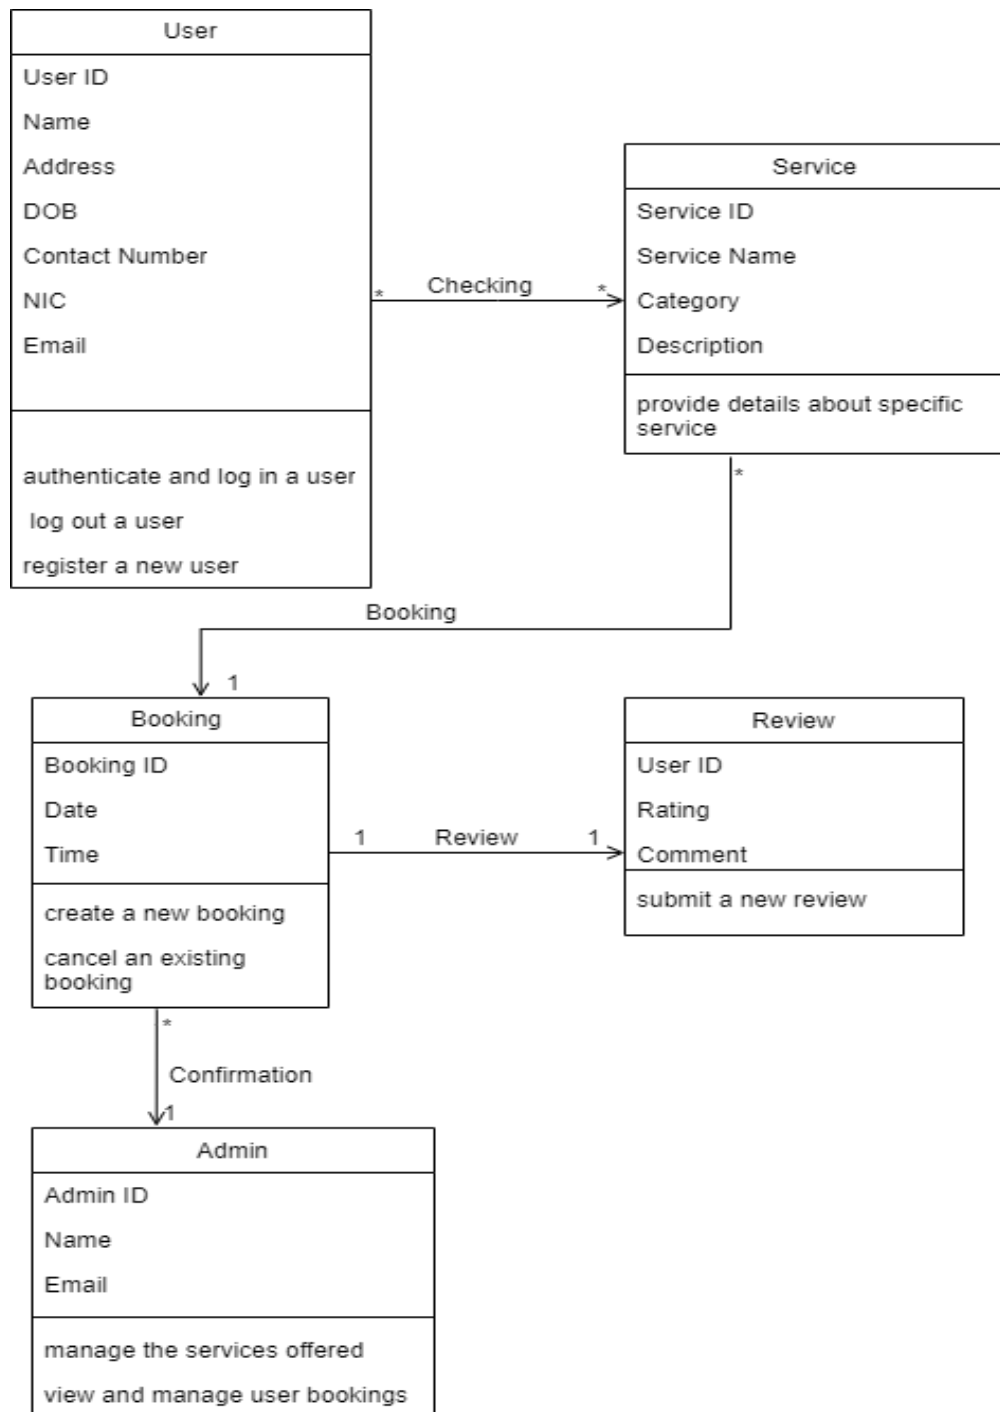 User
User ID
Name
Address
DOB
Contact Number
NIC
Email
authenticate and log in a user
log out a user
register a new user
* Checking *
Service
Service ID
Service Name
Category
Description
provide details about specific
service
*
Booking
1
Booking
Booking ID
Date
Time
create a new booking
cancel an existing
booking
1 Review 1
Review
User ID
Rating
Comment
submit a new review
*
Confirmation
1
Admin
Admin ID
Name
Email
manage the services offered
view and manage user bookings